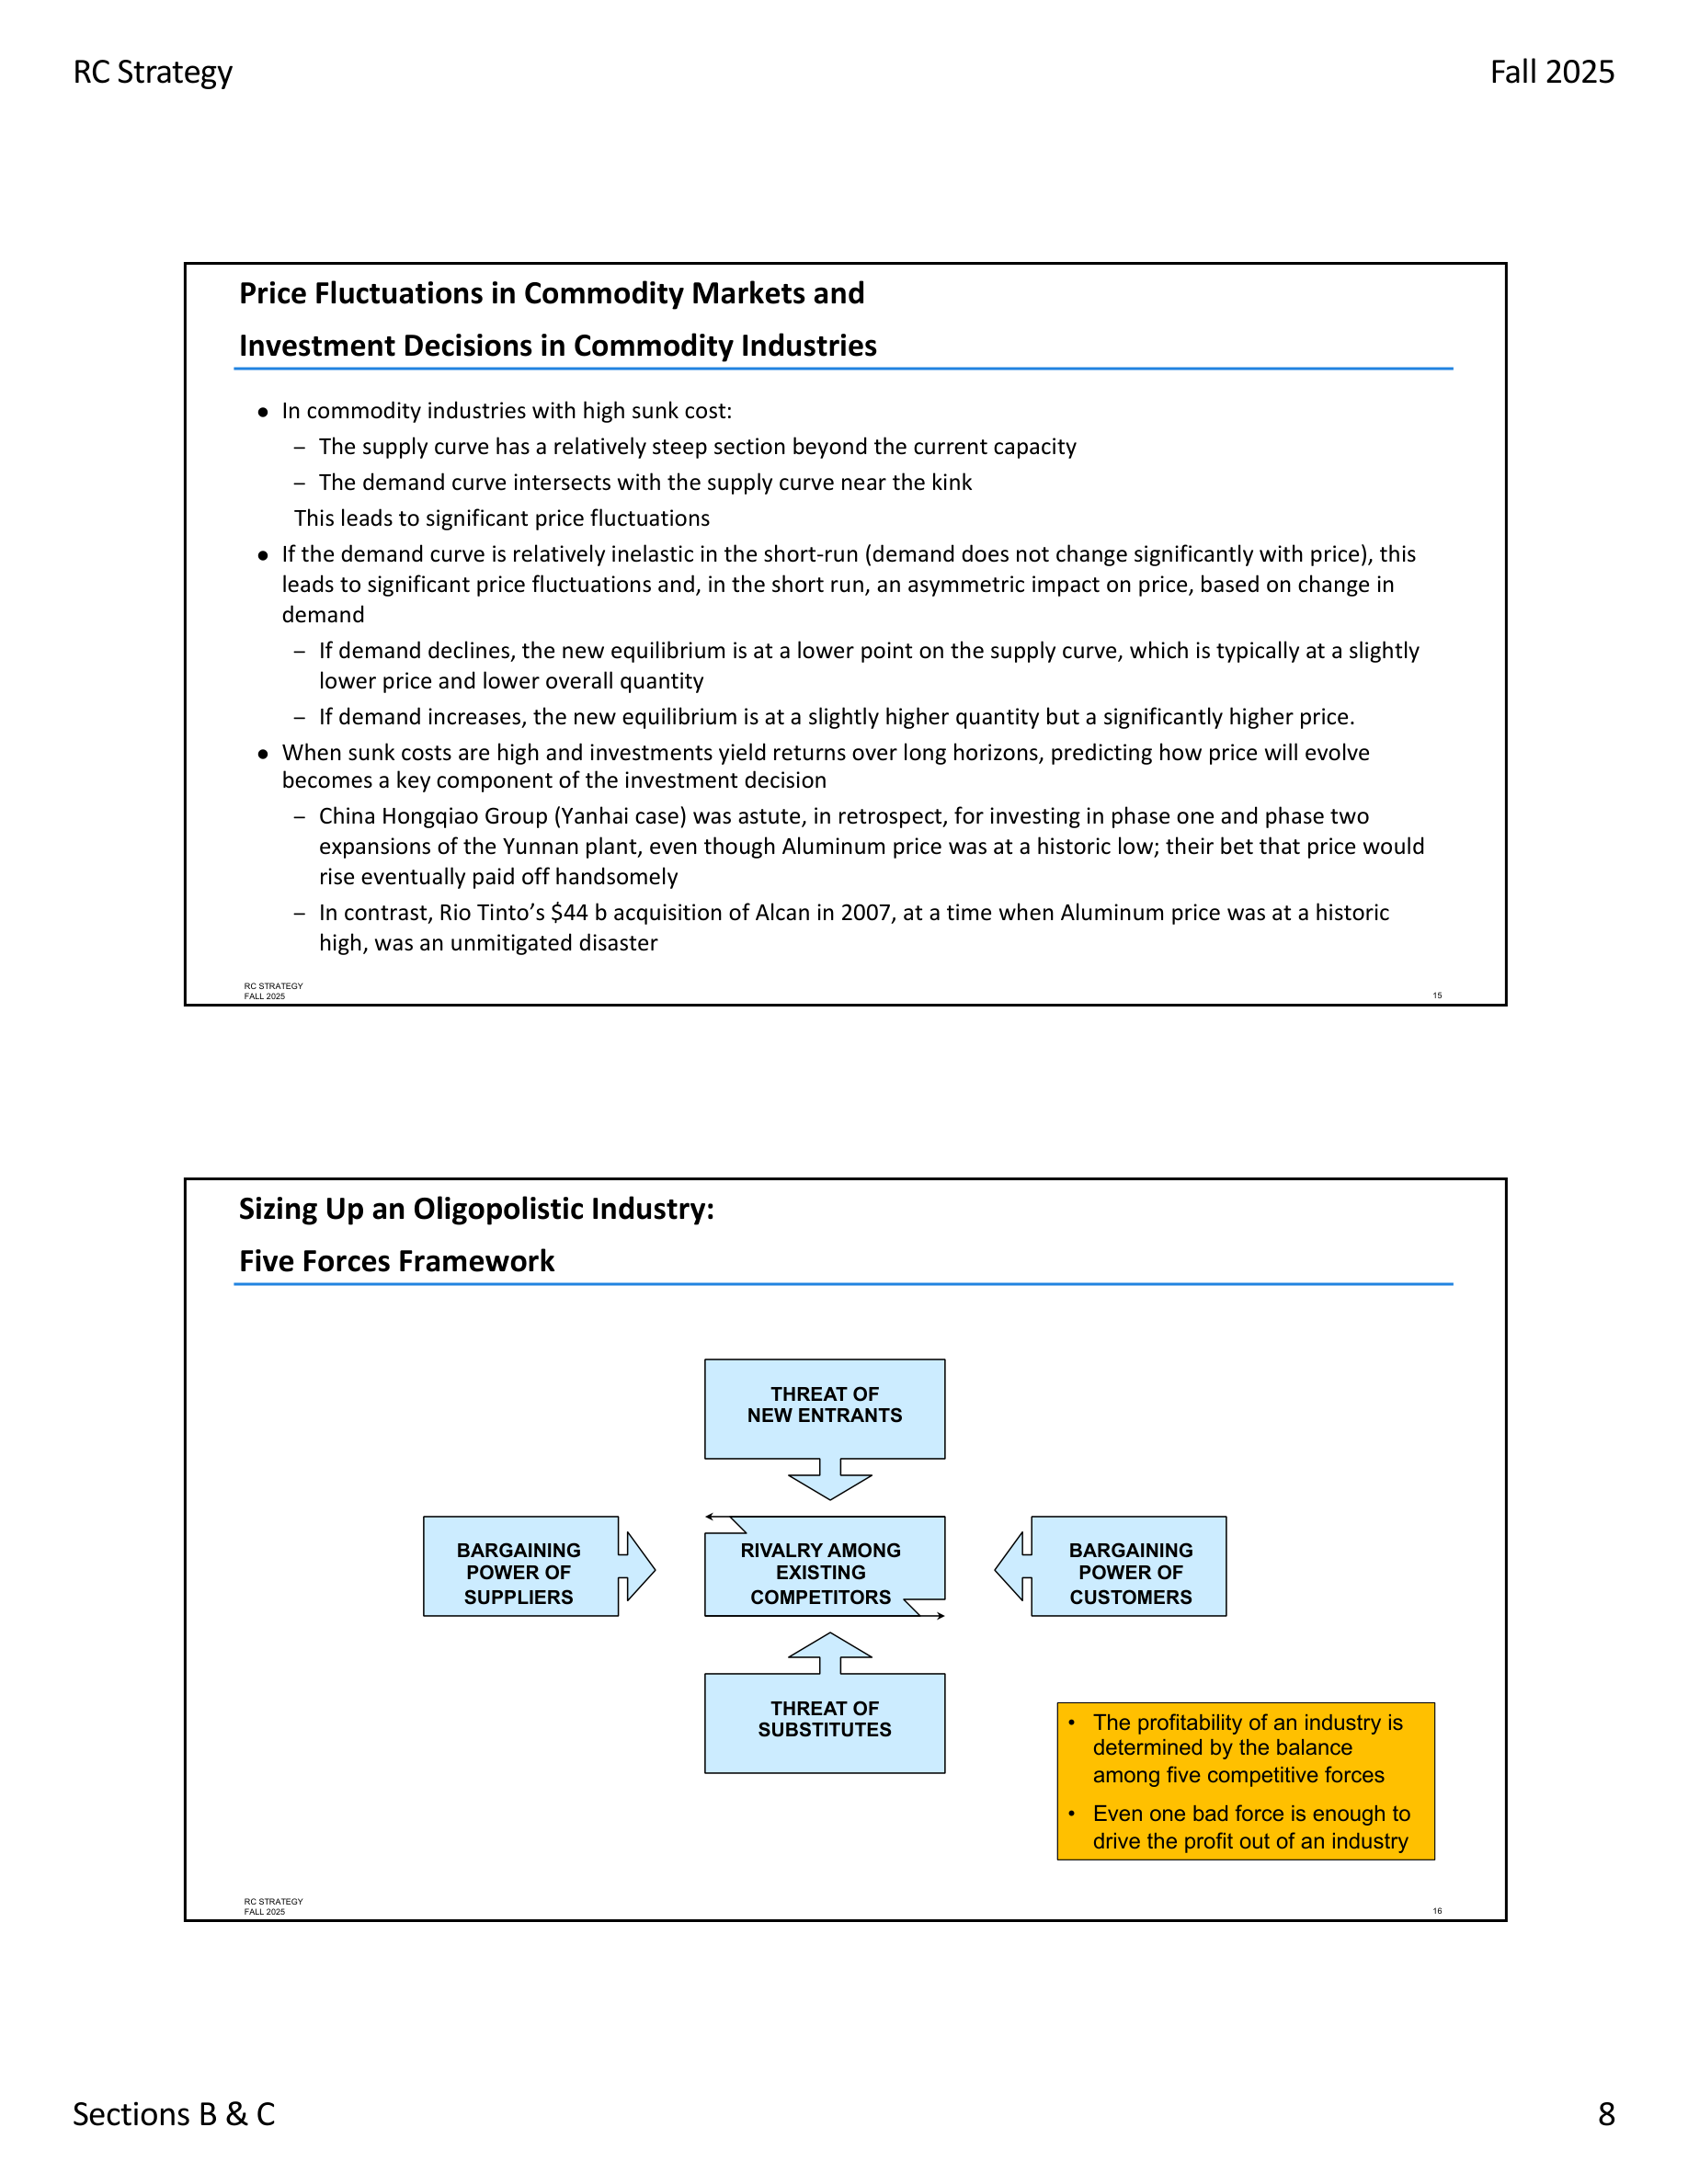 RC Strategy
Fall 2025
Price Fluctuations in Commodity Markets and
Investment Decisions in Commodity Industries
● In commodity industries with high sunk cost:
– The supply curve has a relatively steep section beyond the current capacity
– The demand curve intersects with the supply curve near the kink
This leads to significant price fluctuations
● If the demand curve is relatively inelastic in the short-run (demand does not change significantly with price), this
leads to significant price fluctuations and, in the short run, an asymmetric impact on price, based on change in
demand
– If demand declines, the new equilibrium is at a lower point on the supply curve, which is typically at a slightly
lower price and lower overall quantity
– If demand increases, the new equilibrium is at a slightly higher quantity but a significantly higher price.
● When sunk costs are high and investments yield returns over long horizons, predicting how price will evolve
becomes a key component of the investment decision
– China Hongqiao Group (Yanhai case) was astute, in retrospect, for investing in phase one and phase two
expansions of the Yunnan plant, even though Aluminum price was at a historic low; their bet that price would
rise eventually paid off handsomely
– In contrast, Rio Tinto’s $44 b acquisition of Alcan in 2007, at a time when Aluminum price was at a historic
high, was an unmitigated disaster
RC STRATEGY
FALL 2025
15
Sizing Up an Oligopolistic Industry:
Five Forces Framework
THREAT OF
NEW ENTRANTS
BARGAINING
POWER OF
SUPPLIERS
RIVALRY AMONG
EXISTING
COMPETITORS
BARGAINING
POWER OF
CUSTOMERS
THREAT OF
SUBSTITUTES
• The profitability of an industry is
determined by the balance
among five competitive forces
• Even one bad force is enough to
drive the profit out of an industry
RC STRATEGY
FALL 2025
16
Sections B & C
8